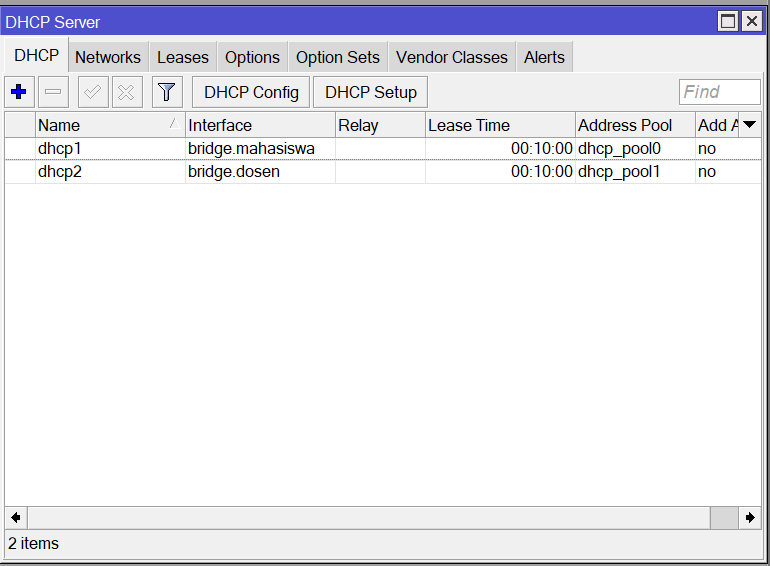 DHCP Server
DHCP Networks Leases Options Option Sets Vendor Classes Alerts
DHCP Config DHCP Setup Find
Name Interface Relay Lease Time Address Pool Add A
dhcp1 bridge.mahasiswa 00:10:00 dhcp_pool0 no
dhcp2 bridge.dosen 00:10:00 dhcp_pool1 no
2 items